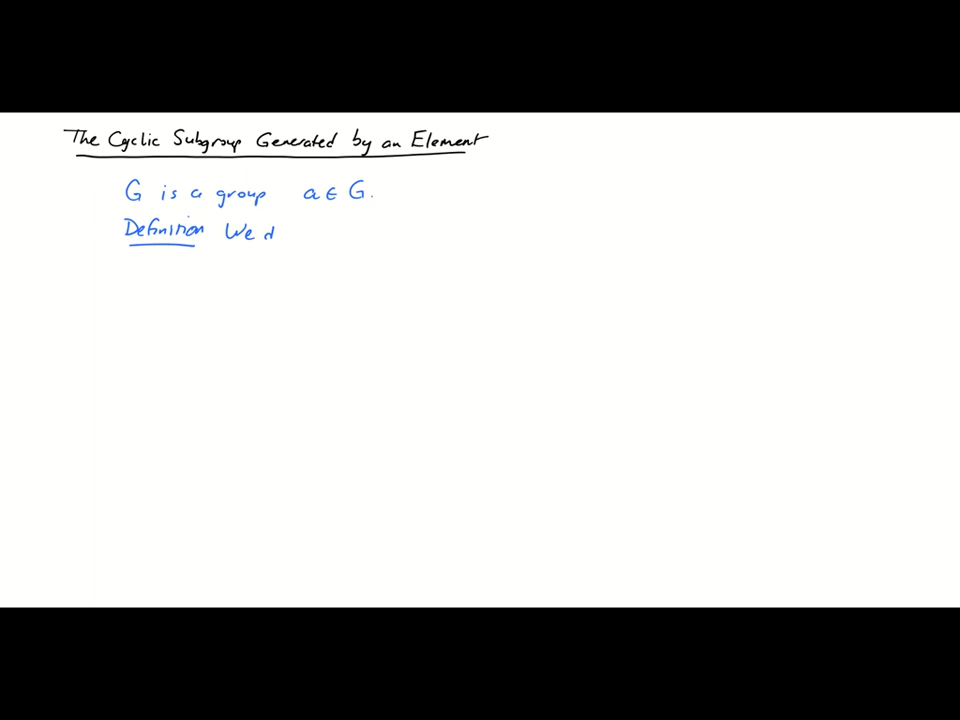 The Cyclic Subgroup Generated by an Element
G is a group a ∈ G.
Definition We